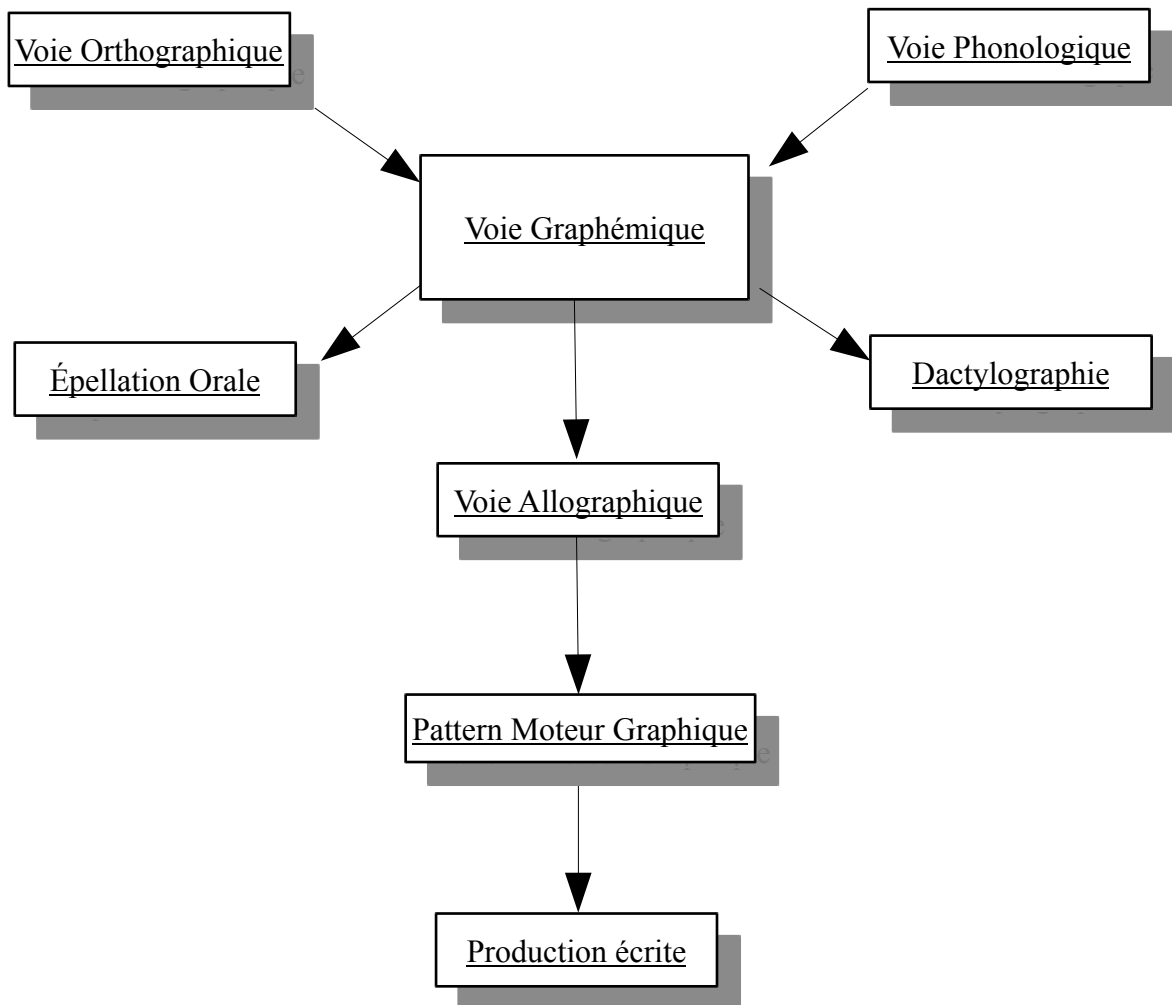 Voie Orthographique
Voie Phonologique
Voie Graphémique
Épellation Orale
Dactylographie
Voie Allographique
Pattern Moteur Graphique
Production écrite